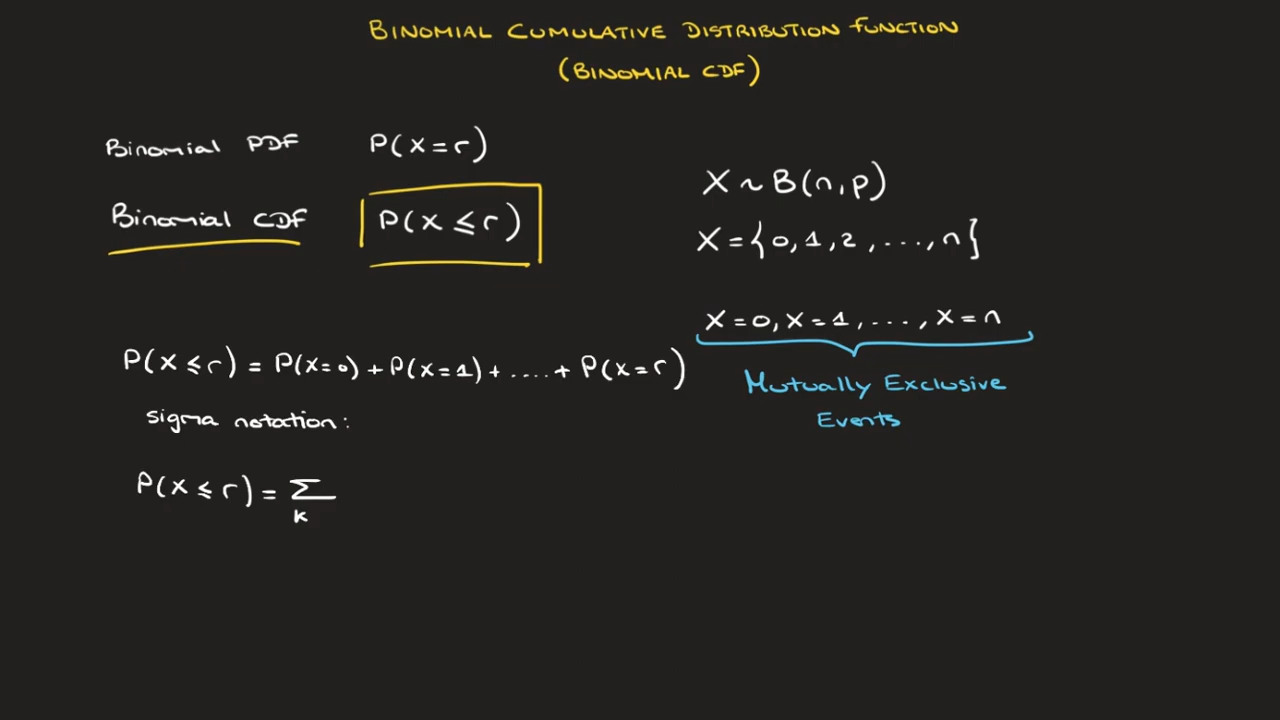 BINOMIAL CUMULATIVE DISTRIBUTION FUNCTION
(BINOMIAL CDF)
Binomial PDF P(X=r)
Binomial CDF P(X≤r)
X~B(n,p)
X={0,1,2,...,n}
X=0,X=1,...,X=n
Mutually Exclusive
Events
P(X≤r)=P(X=0)+P(X=1)+....+P(X=r)
sigma notation:
P(X≤r)=Σ
k